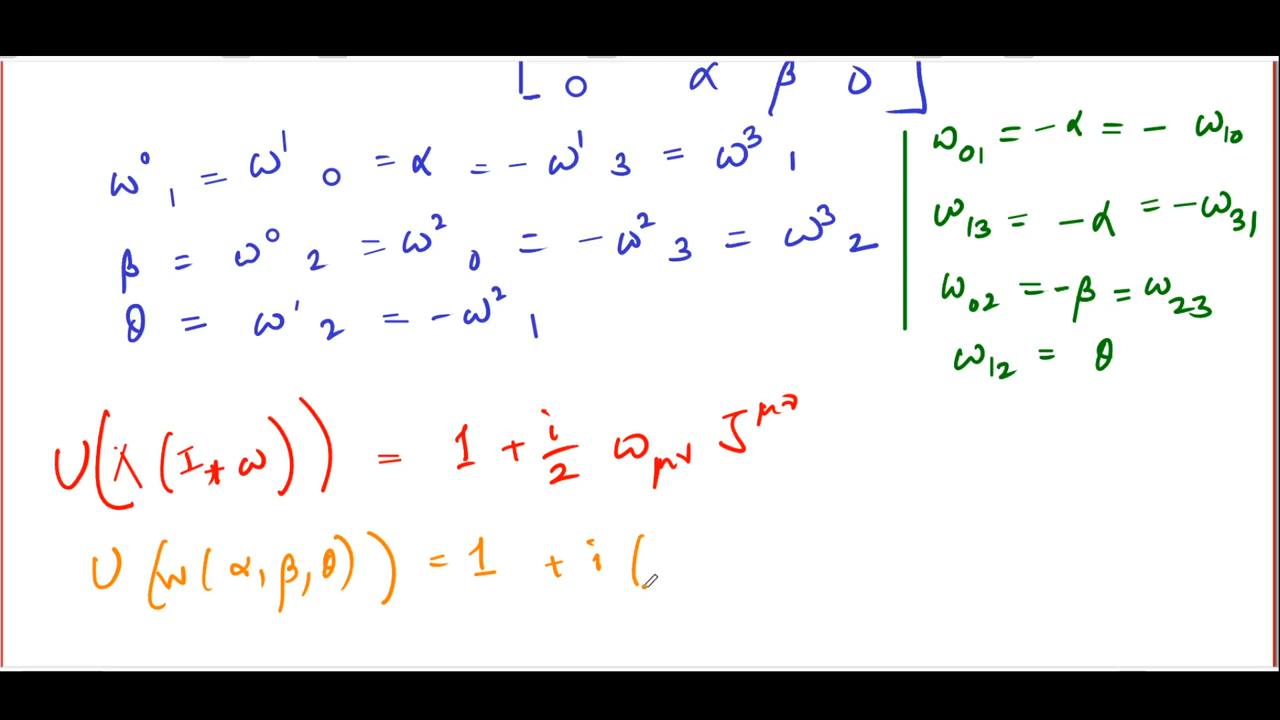 [ 0 α β 0 ]
ω⁰₁ = ω¹₀ = α = - ω¹₃ = ω³₁
β = ω⁰₂ = ω²₀ = - ω²₃ = ω³₂
θ = ω¹₂ = - ω²₁
ω₀₁ = - α = - ω₁₀
ω₁₃ = - α = - ω₃₁
ω₀₂ = - β = ω₂₃
ω₁₂ = θ
U(Λ(I + ω)) = 1 + i/2 ω_μν J^μν
U(W(α, β, θ)) = 1 + i (